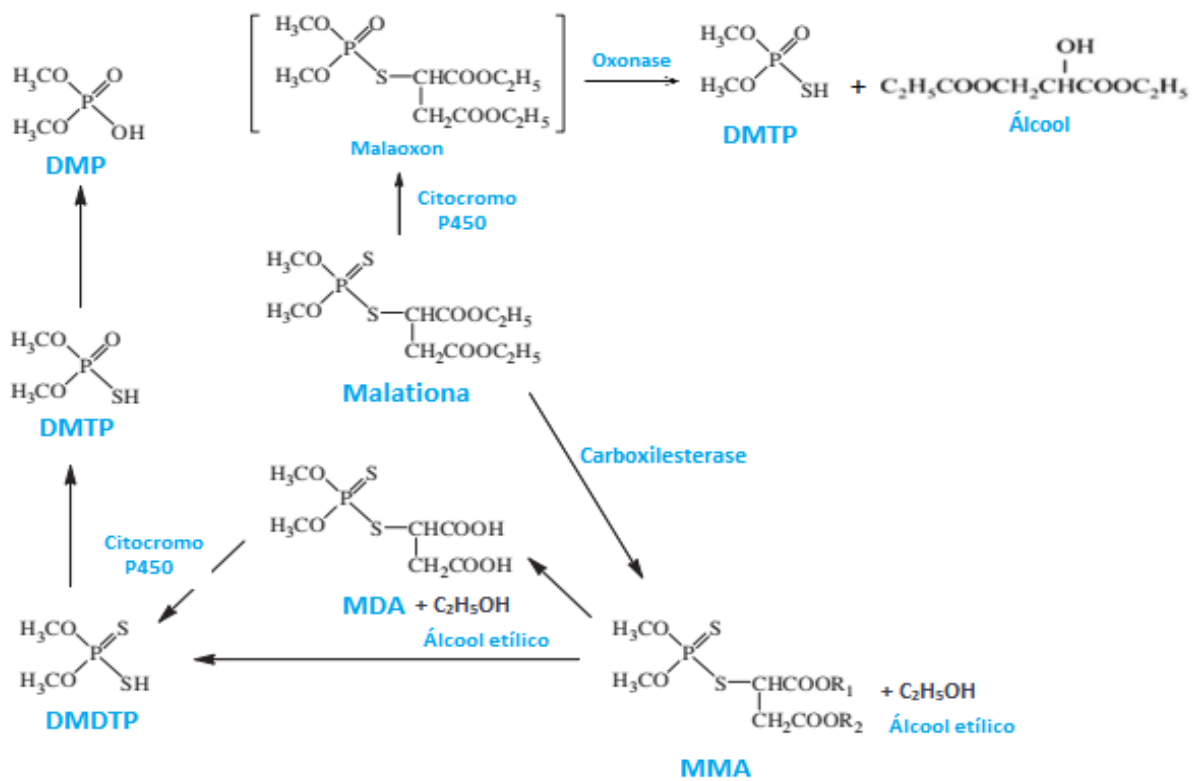 H₃CO O
P
H₃CO OH
DMP
H₃CO O
P
H₃CO S—CHCOOC₂H₅
CH₂COOC₂H₅
Malaoxon
Oxonase
H₃CO O
P
H₃CO SH
DMTP
+
OH
C₂H₅COOCH₂CHCOOC₂H₅
Álcool
Citocromo
P450
H₃CO S
P
H₃CO S—CHCOOC₂H₅
CH₂COOC₂H₅
Malationa
H₃CO O
P
H₃CO SH
DMTP
Carboxilesterase
H₃CO S
P
H₃CO S—CHCOOH
CH₂COOH
MDA + C₂H₅OH
Álcool etílico
Citocromo
P450
H₃CO S
P
H₃CO SH
DMDTP
H₃CO S
P
H₃CO S—CHCOOR₁
CH₂COOR₂
+ C₂H₅OH
Álcool etílico
MMA